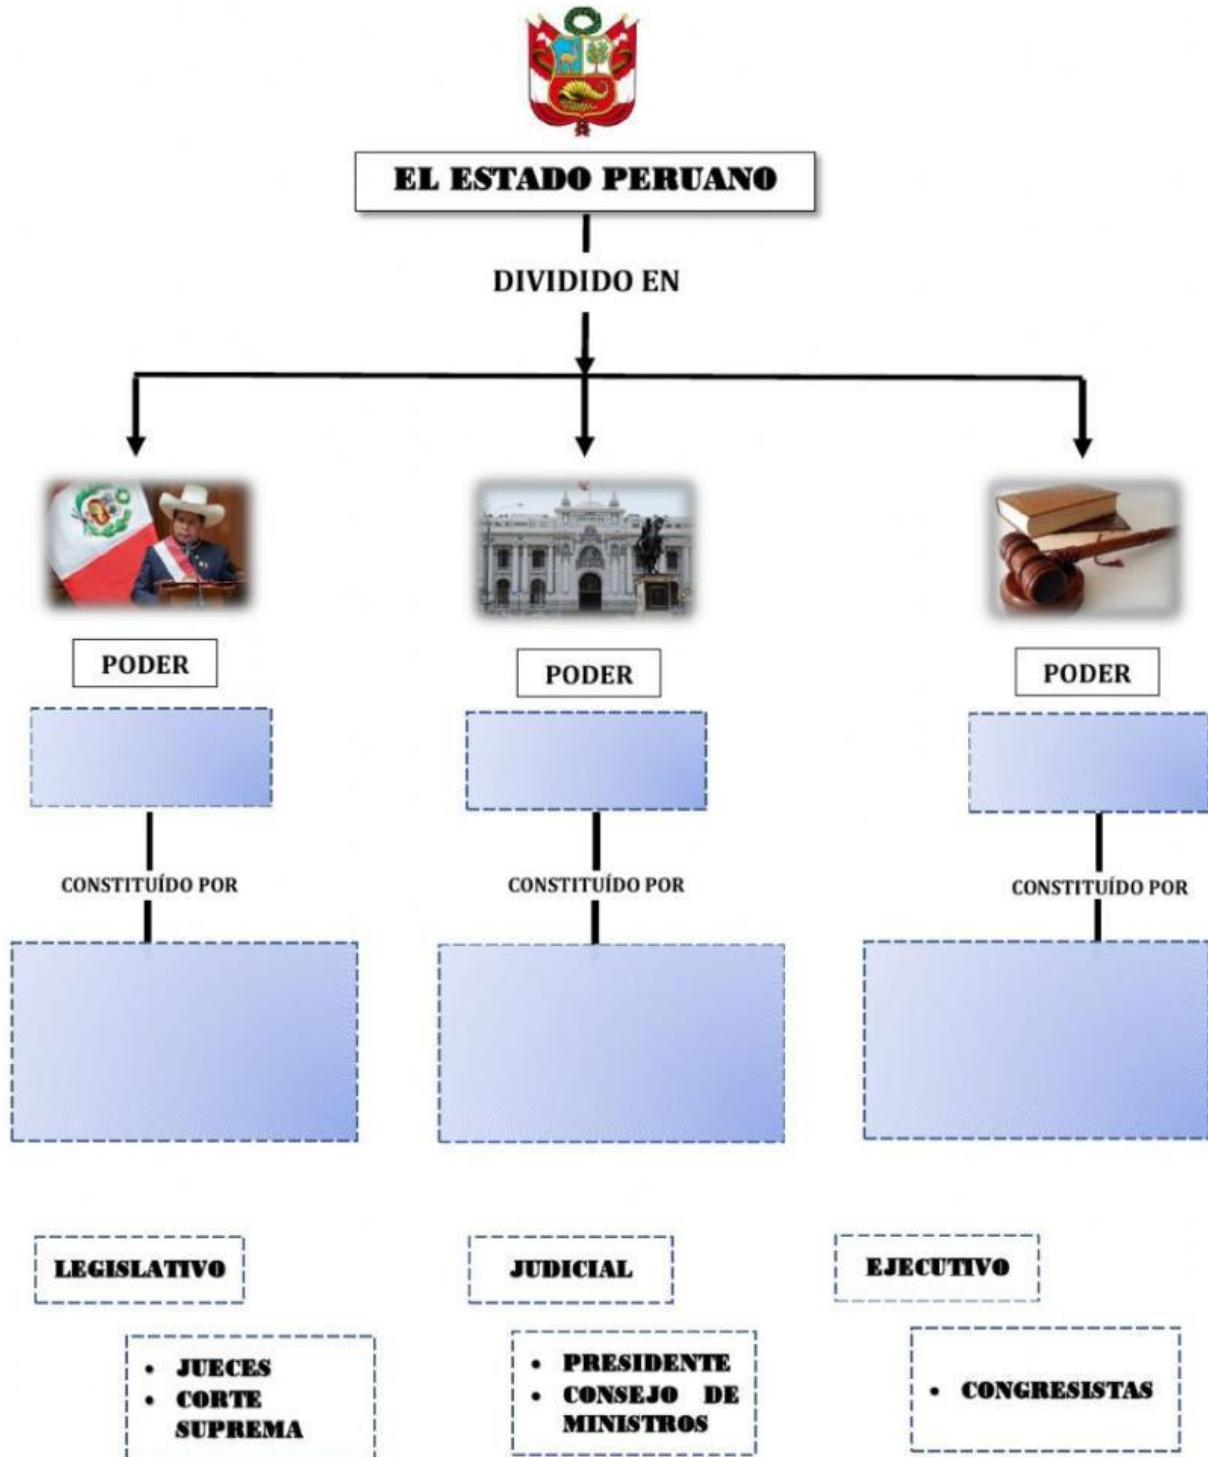 EL ESTADO PERUANO
DIVIDIDO EN
PODER
PODER
PODER
CONSTITUÍDO POR
CONSTITUÍDO POR
CONSTITUÍDO POR
LEGISLATIVO
JUDICIAL
EJECUTIVO
• JUECES
• CORTE
SUPREMA
• PRESIDENTE
• CONSEJO DE
MINISTROS
• CONGRESISTAS